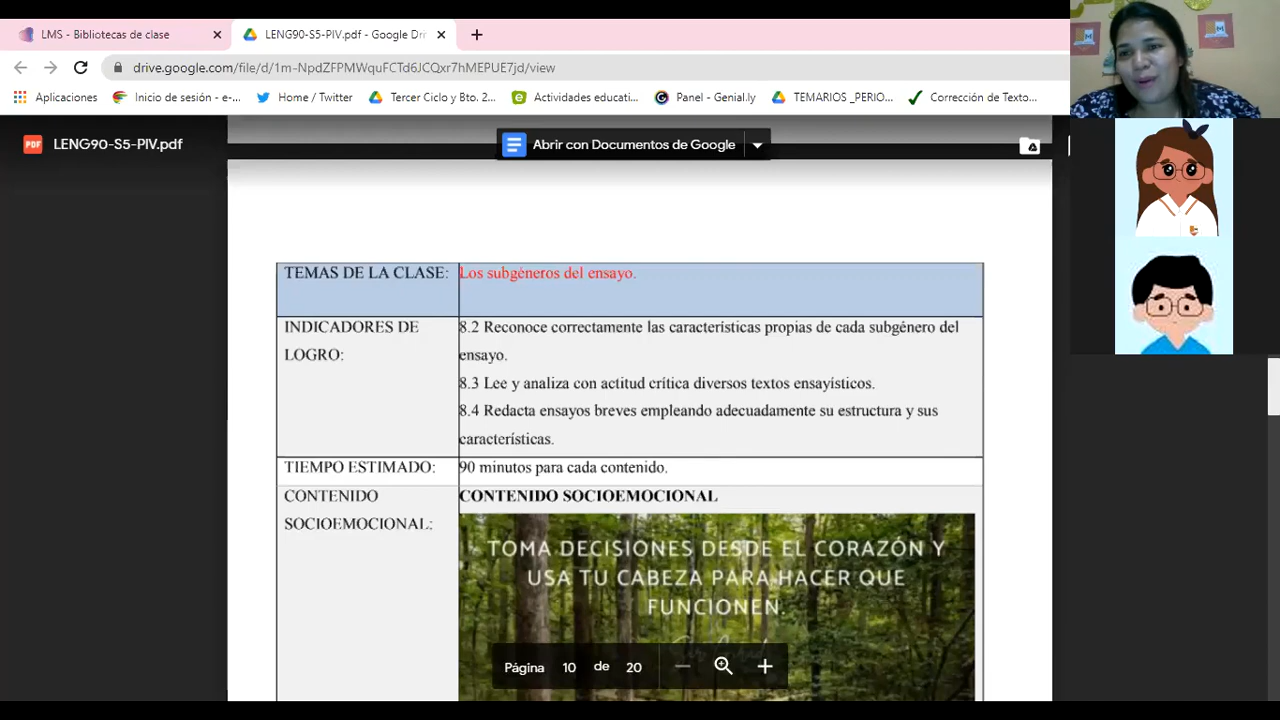 LMS - Bibliotecas de clase
LENG90-S5-PIV.pdf - Google Dri
drive.google.com/file/d/1m-NpdZFPMWquFCTd6JCQxr7hMEPUE7jd/view
Aplicaciones
Inicio de sesión - e-...
Home / Twitter
Tercer Ciclo y Bto. 2...
Actividades educati...
Panel - Genial.ly
TEMARIOS _PERIO...
Corrección de Texto...
PDF
LENG90-S5-PIV.pdf
Abrir con Documentos de Google
TEMAS DE LA CLASE:
Los subgéneros del ensayo.
INDICADORES DE
LOGRO:
8.2 Reconoce correctamente las características propias de cada subgénero del
ensayo.
8.3 Lee y analiza con actitud crítica diversos textos ensayísticos.
8.4 Redacta ensayos breves empleando adecuadamente su estructura y sus
características.
TIEMPO ESTIMADO:
90 minutos para cada contenido.
CONTENIDO
SOCIOEMOCIONAL:
CONTENIDO SOCIOEMOCIONAL
TOMA DECISIONES DESDE EL CORAZÓN Y
USA TU CABEZA PARA HACER QUE
FUNCIONEN.
Página 10 de 20